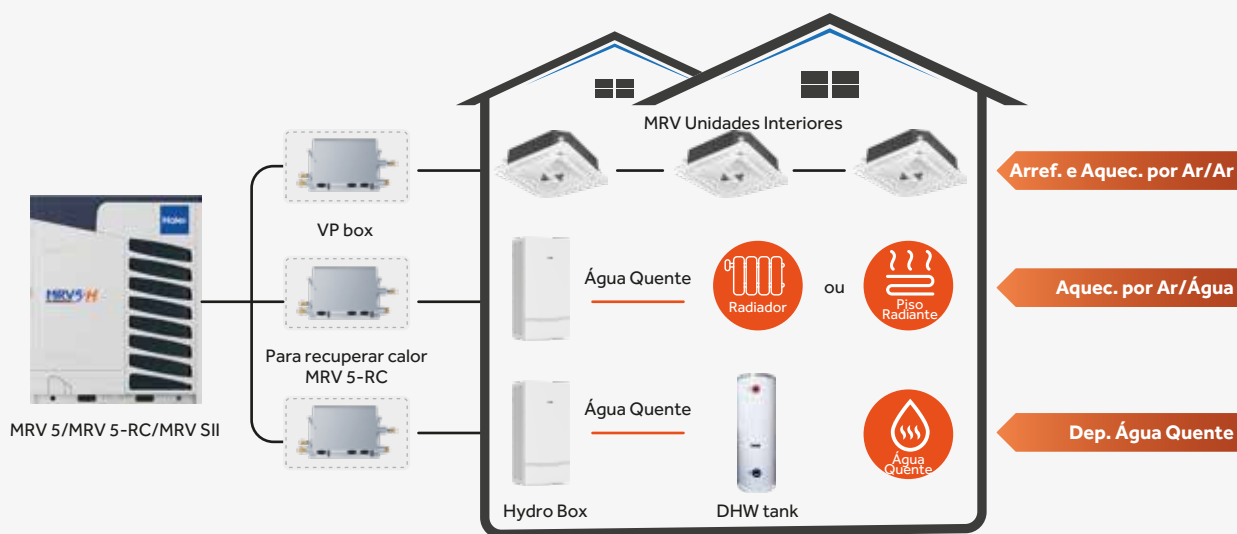 MRV Unidades Interiores
Arref. e Aquec. por Ar/Ar
VP box
Haier
MRV5-H
Água Quente
Radiador
ou
Piso
Radiante
Aquec. por Ar/Água
Para recuperar calor
MRV 5-RC
MRV 5/MRV 5-RC/MRV SII
Água Quente
Água
Quente
Dep. Água Quente
Hydro Box
DHW tank